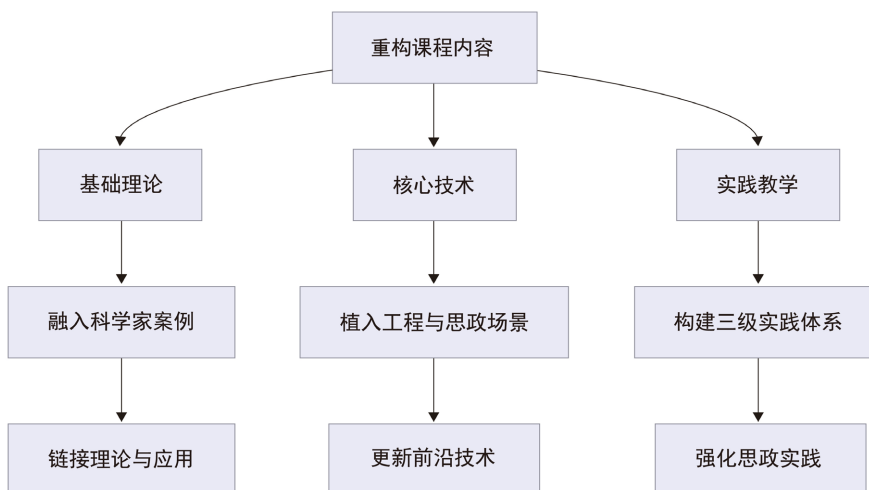 重构课程内容
基础理论
核心技术
实践教学
融入科学家案例
植入工程与思政场景
构建三级实践体系
链接理论与应用
更新前沿技术
强化思政实践